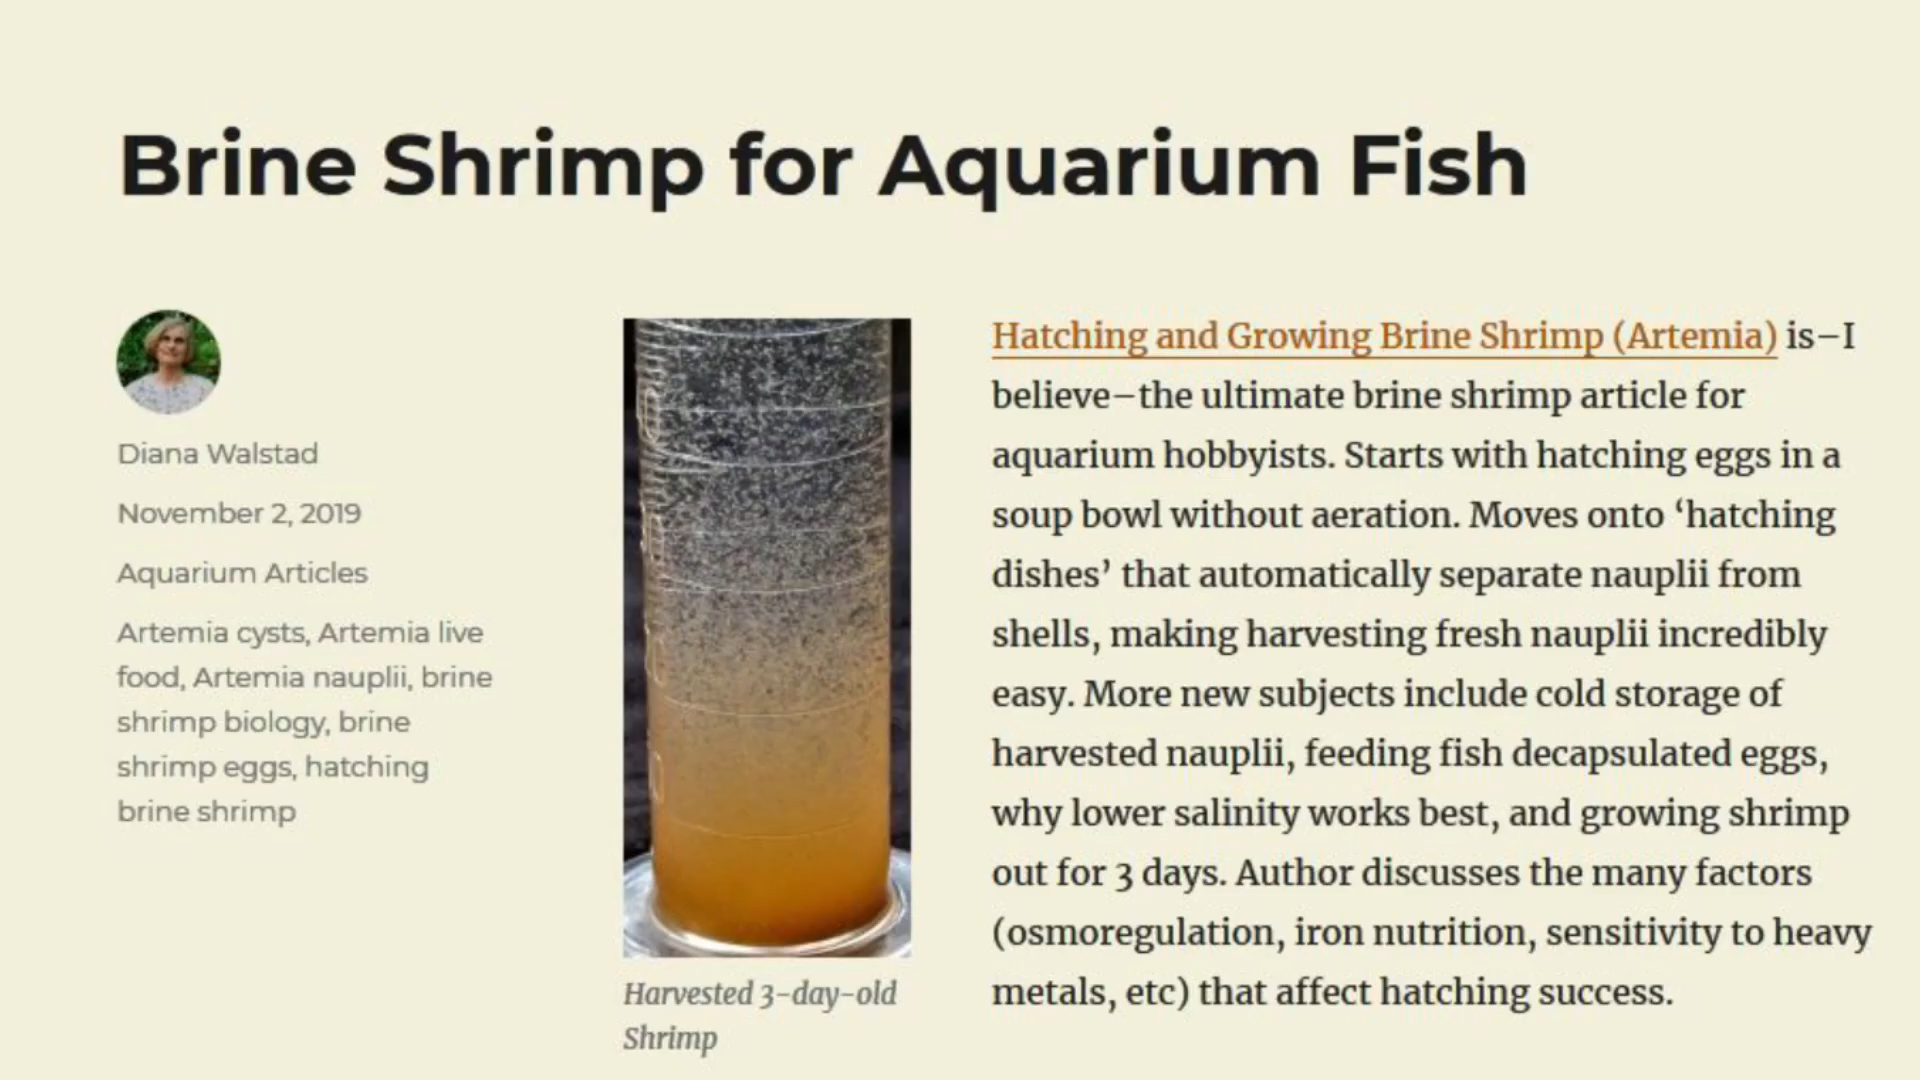 Brine Shrimp for Aquarium Fish
Diana Walstad
November 2, 2019
Aquarium Articles
Artemia cysts, Artemia live
food, Artemia nauplii, brine
shrimp biology, brine
shrimp eggs, hatching
brine shrimp
Harvested 3-day-old
Shrimp
Hatching and Growing Brine Shrimp (Artemia) is–I
believe–the ultimate brine shrimp article for
aquarium hobbyists. Starts with hatching eggs in a
soup bowl without aeration. Moves onto ‘hatching
dishes’ that automatically separate nauplii from
shells, making harvesting fresh nauplii incredibly
easy. More new subjects include cold storage of
harvested nauplii, feeding fish decapsulated eggs,
why lower salinity works best, and growing shrimp
out for 3 days. Author discusses the many factors
(osmoregulation, iron nutrition, sensitivity to heavy
metals, etc) that affect hatching success.